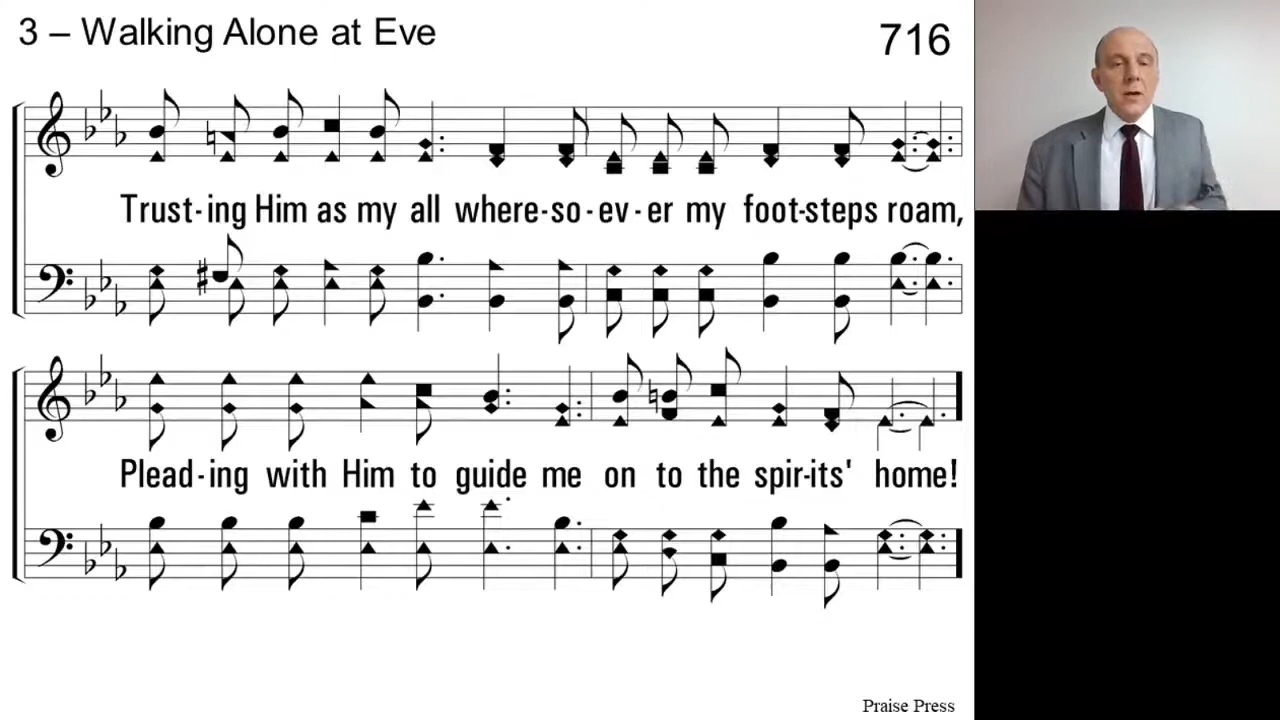 3 – Walking Alone at Eve
716
Trust-ing Him as my all where-so-ev-er my foot-steps roam,
Plead-ing with Him to guide me on to the spir-its' home!
Praise Press